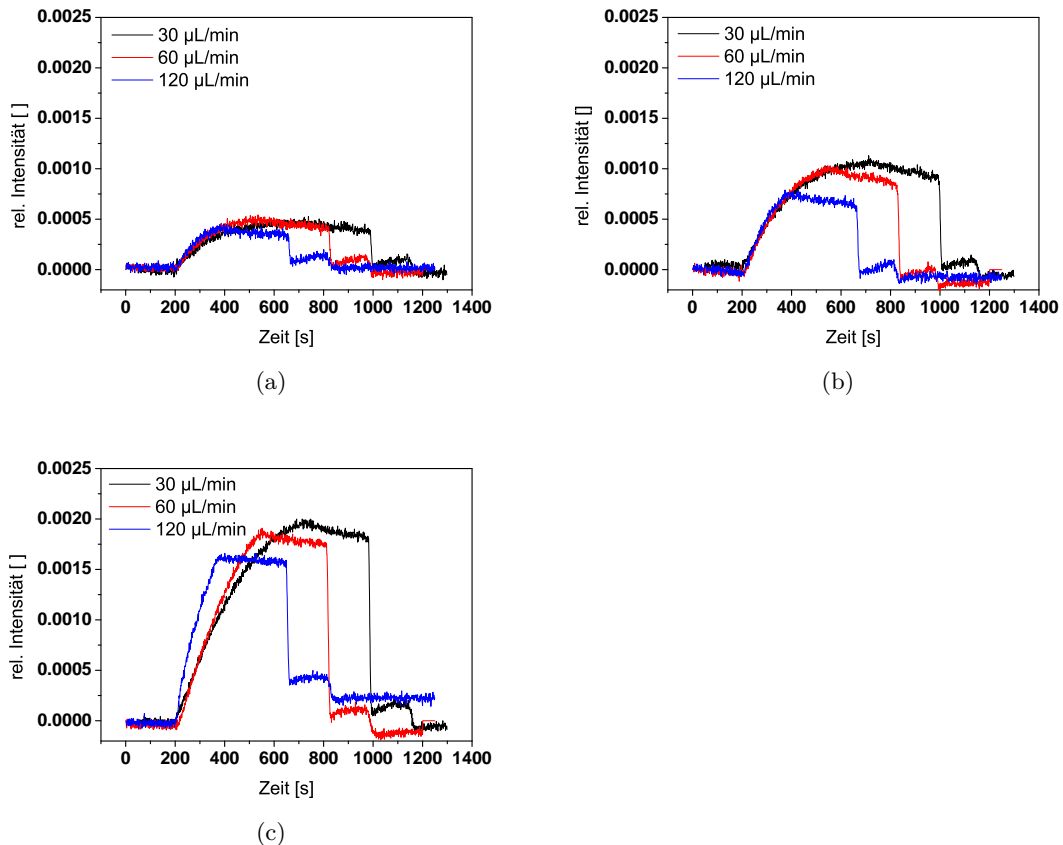 0.0025
0.0020
0.0015
0.0010
0.0005
0.0000
rel. Intensität [ ]
30 µL/min
60 µL/min
120 µL/min
0 200 400 600 800 1000 1200 1400
Zeit [s]
(a)
0.0025
0.0020
0.0015
0.0010
0.0005
0.0000
rel. Intensität []
30 µL/min
60 µL/min
120 µL/min
0 200 400 600 800 1000 1200 1400
Zeit [s]
(b)
0.0025
0.0020
0.0015
0.0010
0.0005
0.0000
rel. Intensität [ ]
30 µL/min
60 µL/min
120 µL/min
0 200 400 600 800 1000 1200 1400
Zeit [s]
(c)